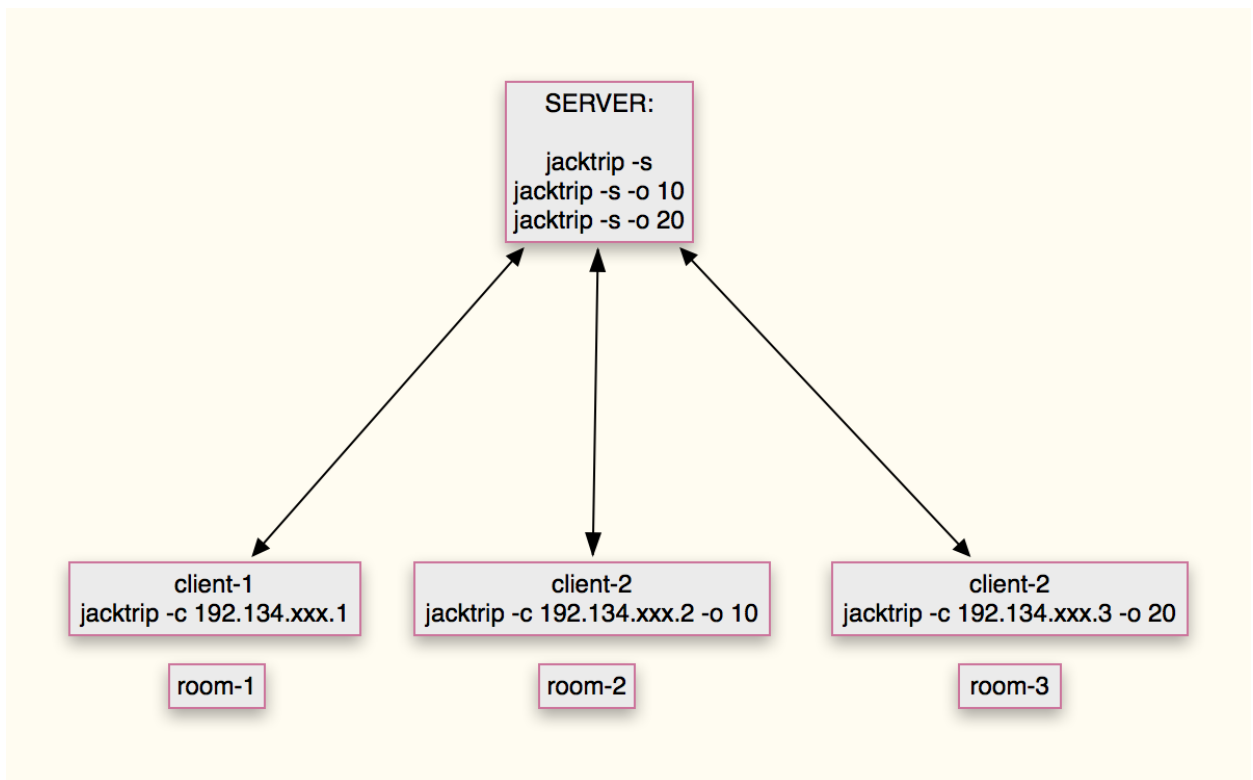 SERVER:
jacktrip -s
jacktrip -s -o 10
jacktrip -s -o 20
client-1
jacktrip -c 192.134.xxx.1
client-2
jacktrip -c 192.134.xxx.2 -o 10
client-2
jacktrip -c 192.134.xxx.3 -o 20
room-1
room-2
room-3